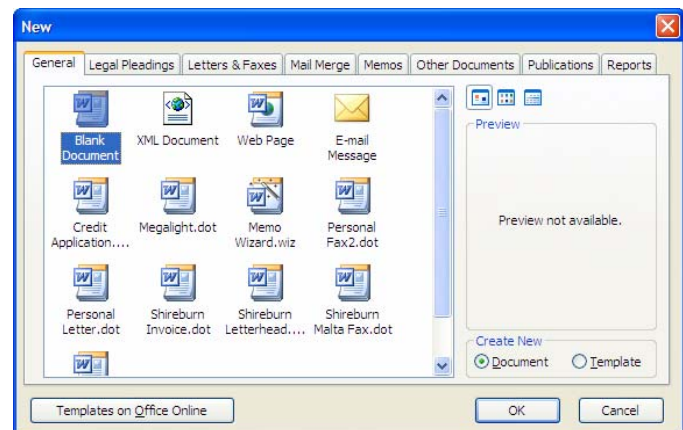 New
General Legal Pleadings Letters & Faxes Mail Merge Memos Other Documents Publications Reports
Blank Document
XML Document
Web Page
E-mail Message
Credit Application....
Megalight.dot
Memo Wizard.wiz
Personal Fax2.dot
Personal Letter.dot
Shireburn Invoice.dot
Shireburn Letterhead....
Shireburn Malta Fax.dot
Preview
Preview not available.
Create New
Document Template
Templates on Office Online
OK Cancel